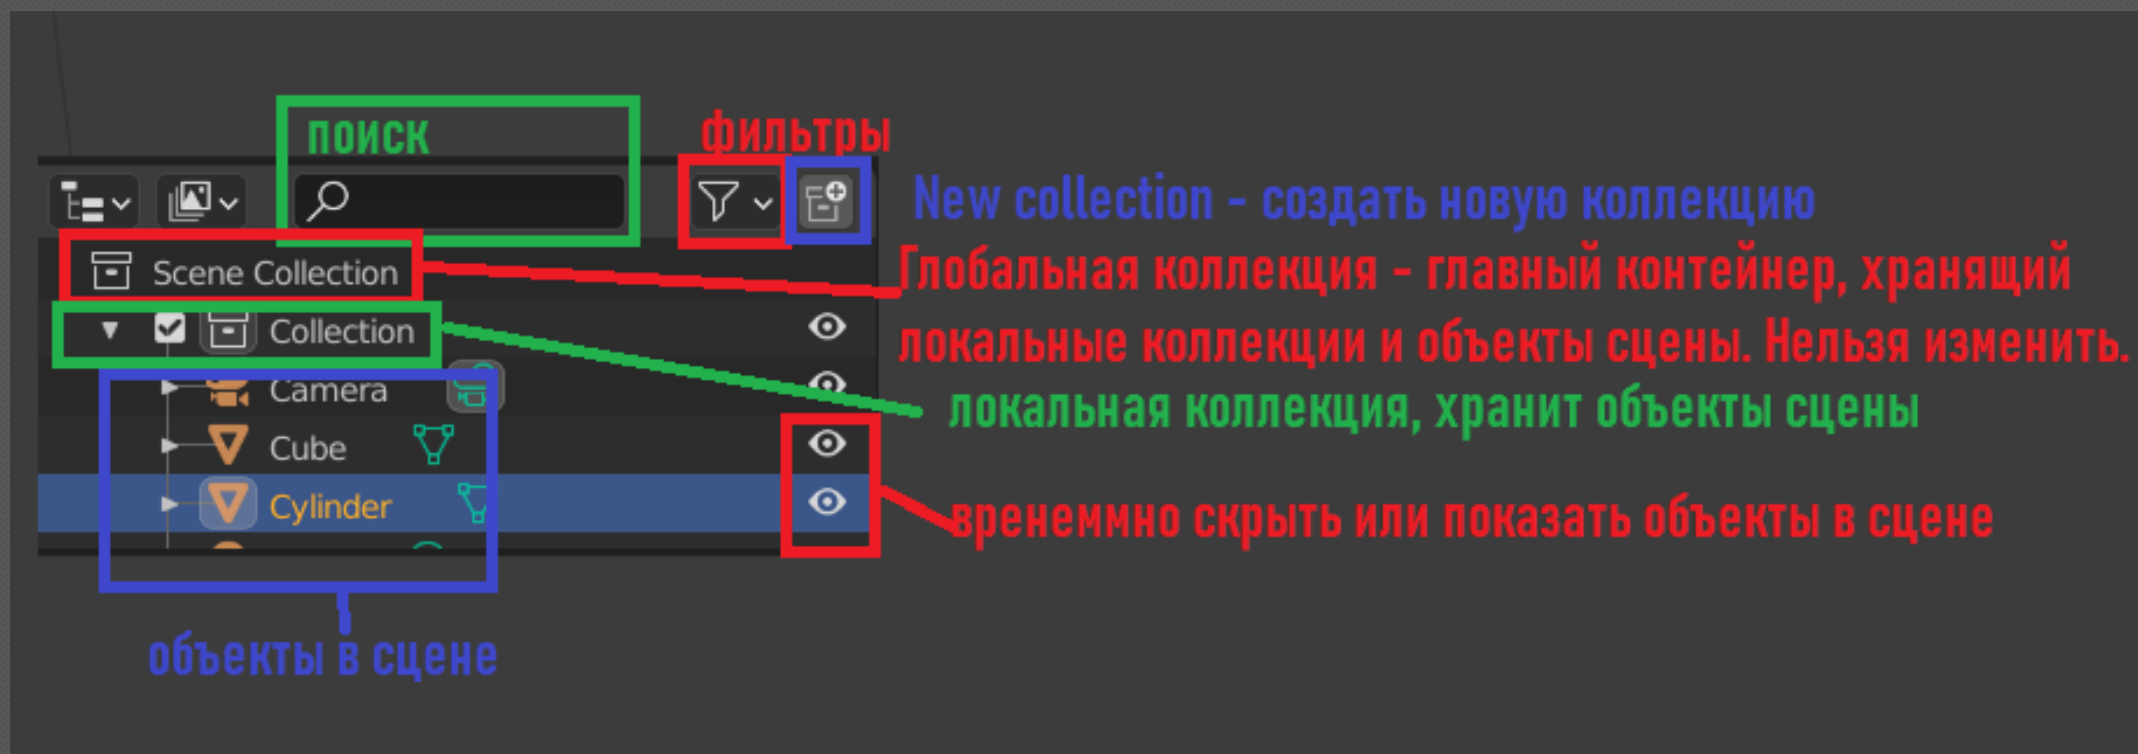 поиск
фильтры
New collection - создать новую коллекцию
Scene Collection
Глобальная коллекция - главный контейнер, хранящий
локальные коллекции и объекты сцены. Нельзя изменить.
Collection
Camera
локальная коллекция, хранит объекты сцены
Cube
Cylinder
вренеммно скрыть или показать объекты в сцене
объекты в сцене